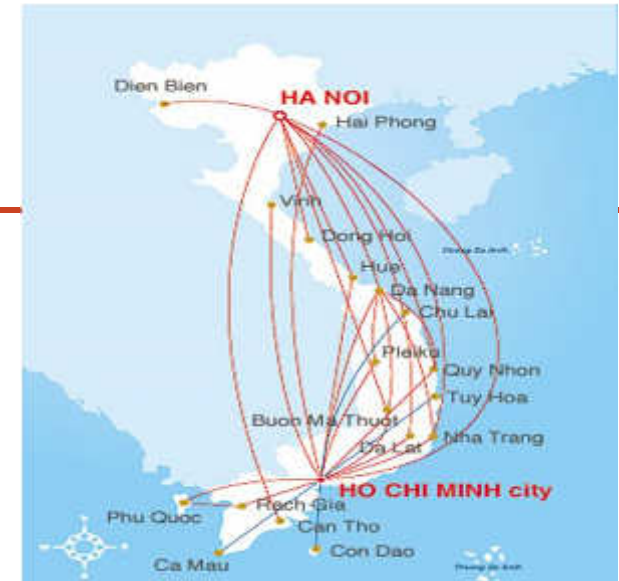 Dien Bien
HA NOI
Hai Phong
Vinh
Dong Hoi
Hue
Da Nang
Chu Lai
Pleiku
Quy Nhon
Tuy Hoa
Buon Ma Thuot
Da Lat
Nha Trang
HO CHI MINH city
Phu Quoc
Rach Gia
Can Tho
Ca Mau
Con Dao